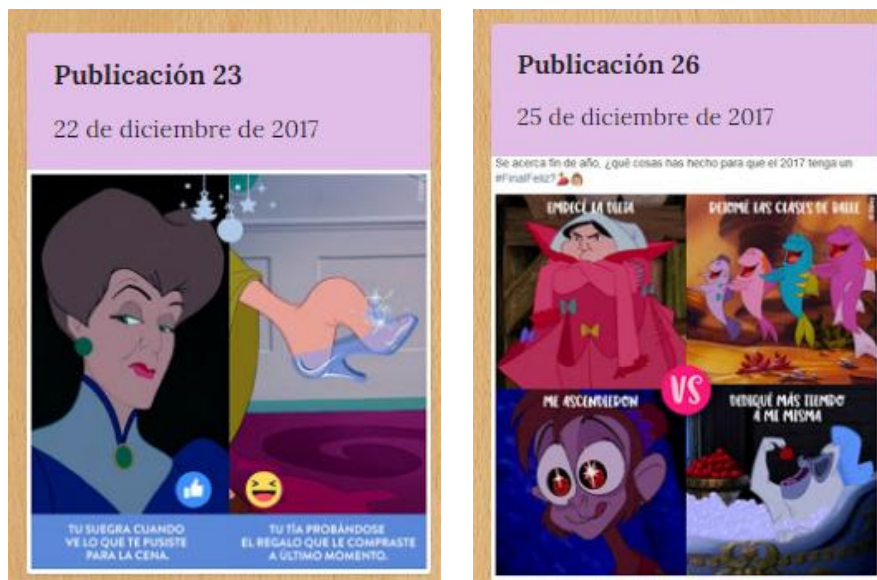 Publicación 23
22 de diciembre de 2017
TU SUEGRA CUANDO
VE LO QUE TE PUSISTE
PARA LA CENA.
TU TÍA PROBÁNDOSE
EL REGALO QUE LE COMPRASTE
A ÚLTIMO MOMENTO.
Publicación 26
25 de diciembre de 2017
Se acerca fin de año, ¿qué cosas has hecho para que el 2017 tenga un
#FinalFeliz?
EMPECÉ LA DIETA
RETOMÉ LAS CLASES DE BAILE
VS
ME ASCENDIERON
DEDIQUÉ MÁS TIEMPO
A MI MISMA